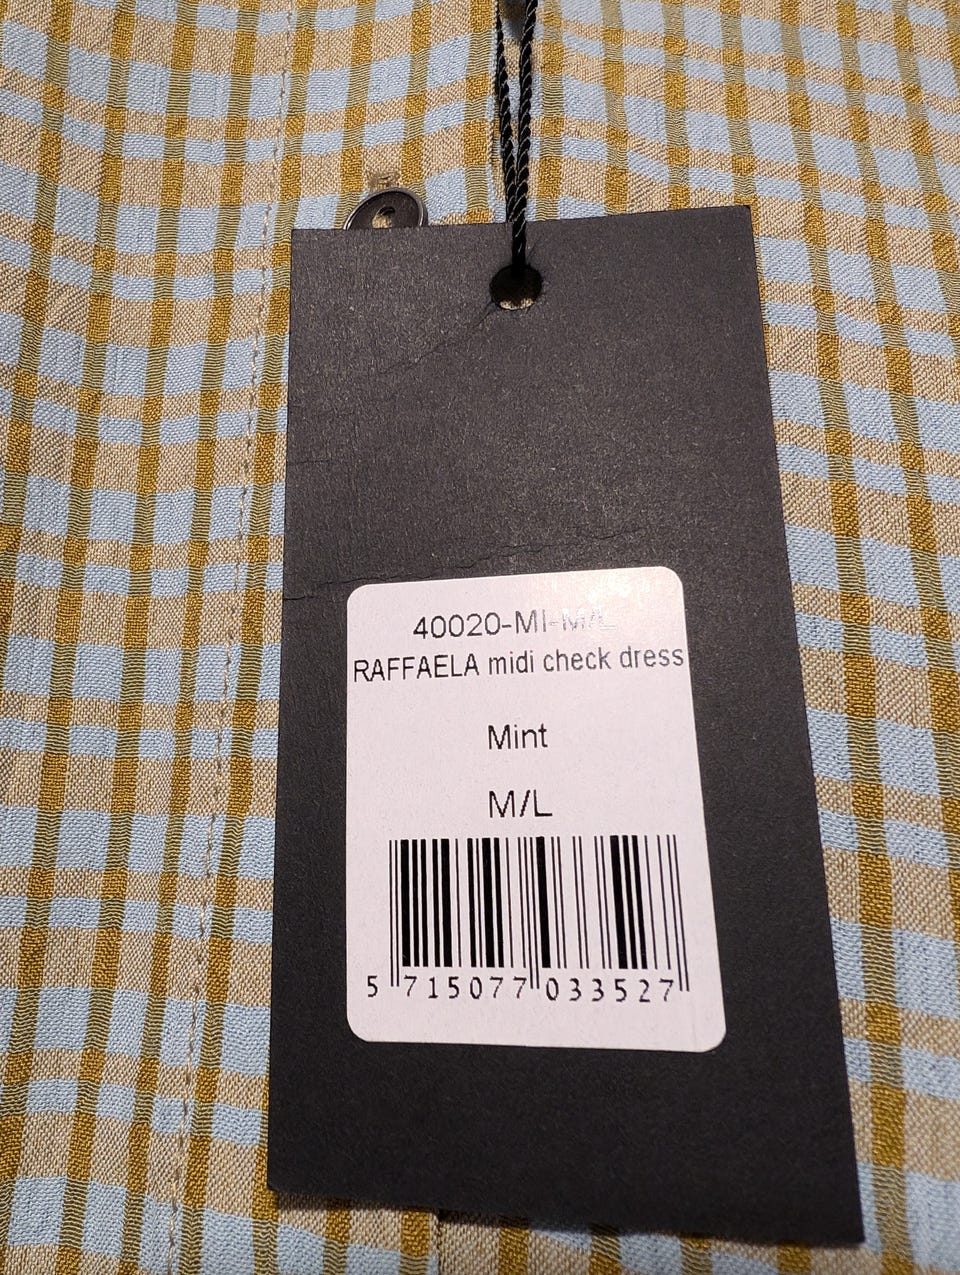 40020-MI-M/L
RAFFAELA midi check dress
Mint
M/L
5 715077 033527